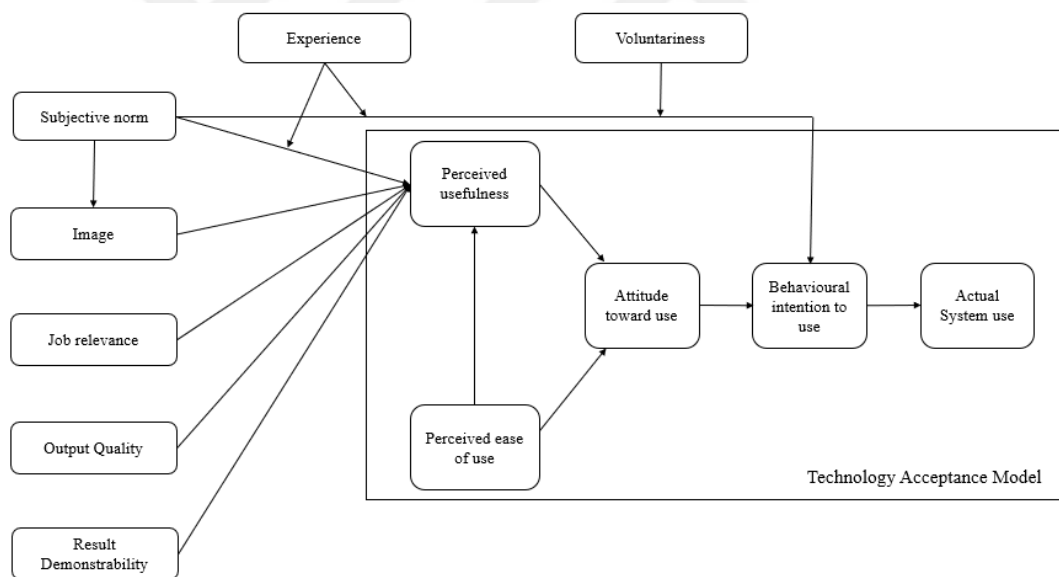 Experience
Voluntariness
Subjective norm
Perceived
usefulness
Image
Attitude
toward use
Behavioural
intention to
use
Actual
System use
Job relevance
Perceived ease
of use
Output Quality
Technology Acceptance Model
Result
Demonstrability